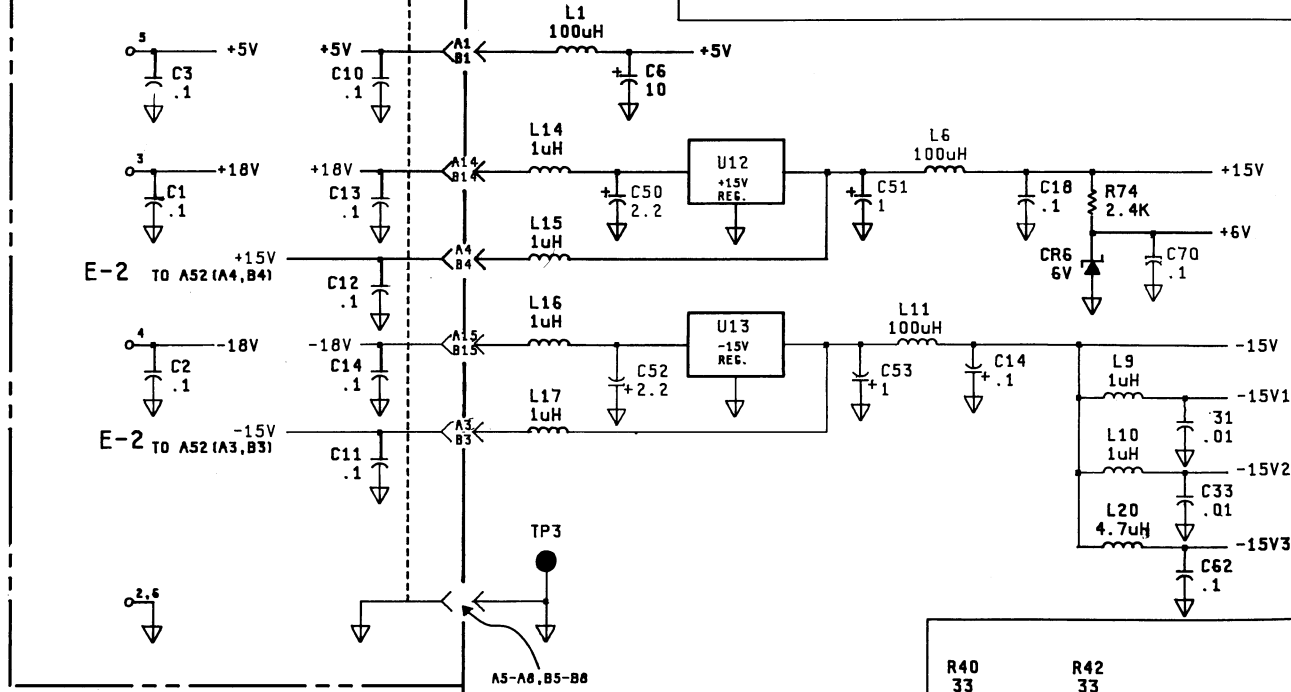 L1
100uH
5
+5V
+5V
A1
B1
+5V
C3
.1
C10
.1
+ C6
10
L14
1uH
L6
100uH
3
+18V
+18V
A14
B14
U12
+15V
REG.
+15V
C1
.1
C13
.1
+ C50
2.2
+ C51
1
C18
.1
R74
2.4K
L15
1uH
+6V
+15V
A4
B4
E-2 TO A52(A4,B4)
C12
.1
CR6
6V
C70
.1
L16
1uH
L11
100uH
4
-18V
-18V
A15
B15
U13
-15V
REG.
-15V
C2
.1
C14
.1
C52
+2.2
C53
+1
C14
+.1
L9
1uH
-15V1
L17
1uH
31
.01
-15V
A3
B3
E-2 TO A52(A3,B3)
C11
.1
L10
1uH
-15V2
C33
.01
L20
4.7uH
-15V3
TP3
C62
.1
2,6
A5-A8,B5-B8
R40
33
R42
33